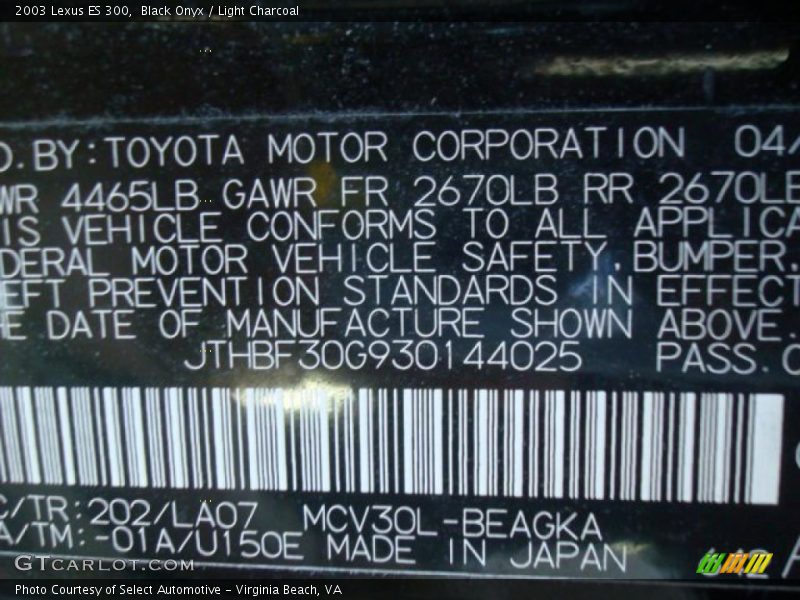 2003 Lexus ES 300, Black Onyx / Light Charcoal
D.BY:TOYOTA MOTOR CORPORATION 04/
WR 4465LB GAWR FR 2670LB RR 2670LB
IS VEHICLE CONFORMS TO ALL APPLICA
DERAL MOTOR VEHICLE SAFETY, BUMPER,
EFT PREVENTION STANDARDS IN EFFECT
E DATE OF MANUFACTURE SHOWN ABOVE.
JTHBF30G930144025 PASS.C
C/TR:202/LA07 MCV30L-BEAGKA
A/TM:-01A/U150E MADE IN JAPAN
GTCARLOT.COM
Photo Courtesy of Select Automotive - Virginia Beach, VA